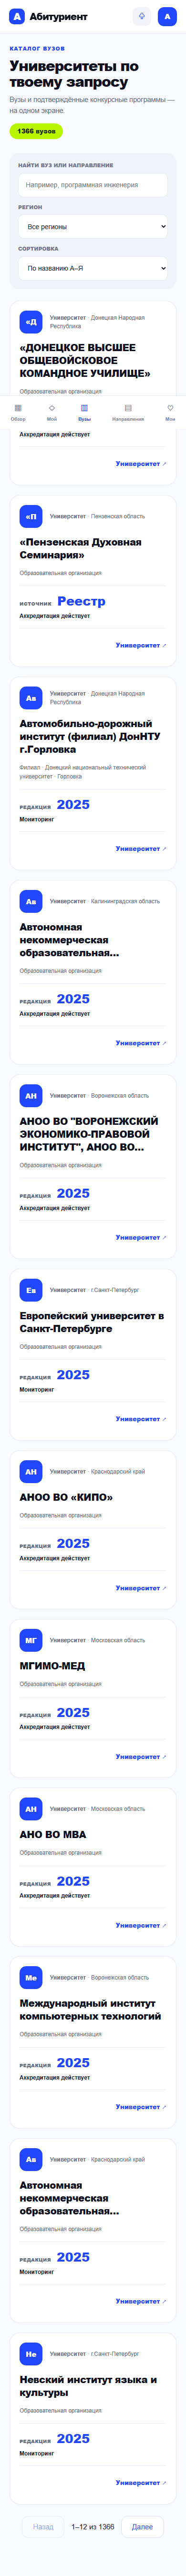 А Абитуриент А
КАТАЛОГ ВУЗОВ
Университеты по
твоему запросу
Вузы и подтверждённые конкурсные программы —
на одном экране.
1366 вузов
НАЙТИ ВУЗ ИЛИ НАПРАВЛЕНИЕ
Например, программная инженерия
РЕГИОН
Все регионы
СОРТИРОВКА
По названию А–Я
«Д Университет · Донецкая Народная
Республика
«ДОНЕЦКОЕ ВЫСШЕЕ
ОБЩЕВОЙСКОВОЕ
КОМАНДНОЕ УЧИЛИЩЕ»
Образовательная организация
Обзор Мой Вузы Направления Мои
Аккредитация действует
Университет ↗
«П Университет · Пензенская область
«Пензенская Духовная
Семинария»
Образовательная организация
ИСТОЧНИК Реестр
Аккредитация действует
Университет ↗
Ав Университет · Донецкая Народная
Республика
Автомобильно-дорожный
институт (филиал) ДонНТУ
г.Горловка
Филиал · Донецкий национальный технический
университет · Горловка
РЕДАКЦИЯ 2025
Мониторинг
Университет ↗
Ав Университет · Калининградская область
Автономная
некоммерческая
образовательная...
Образовательная организация
РЕДАКЦИЯ 2025
Аккредитация действует
Университет ↗
АН Университет · Воронежская область
АНОО ВО "ВОРОНЕЖСКИЙ
ЭКОНОМИКО-ПРАВОВОЙ
ИНСТИТУТ", АНОО ВО...
Образовательная организация
РЕДАКЦИЯ 2025
Аккредитация действует
Университет ↗
Ев Университет · г.Санкт-Петербург
Европейский университет в
Санкт-Петербурге
Образовательная организация
РЕДАКЦИЯ 2025
Мониторинг
Университет ↗
АН Университет · Краснодарский край
АНОО ВО «КИПО»
Образовательная организация
РЕДАКЦИЯ 2025
Аккредитация действует
Университет ↗
МГ Университет · Московская область
МГИМО-МЕД
Образовательная организация
РЕДАКЦИЯ 2025
Аккредитация действует
Университет ↗
АН Университет · Московская область
АНО ВО МВА
Образовательная организация
РЕДАКЦИЯ 2025
Аккредитация действует
Университет ↗
Ме Университет · Воронежская область
Международный институт
компьютерных технологий
Образовательная организация
РЕДАКЦИЯ 2025
Аккредитация действует
Университет ↗
Ав Университет · Краснодарский край
Автономная
некоммерческая
образовательная...
Образовательная организация
РЕДАКЦИЯ 2025
Мониторинг
Университет ↗
Не Университет · г.Санкт-Петербург
Невский институт языка и
культуры
Образовательная организация
РЕДАКЦИЯ 2025
Мониторинг
Университет ↗
Назад 1–12 из 1366 Далее